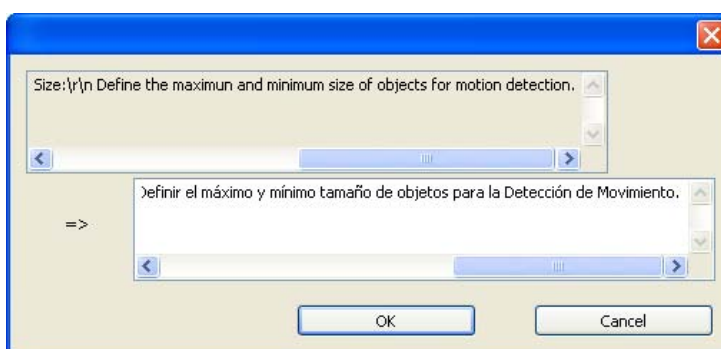 Size:\r\n Define the maximun and minimum size of objects for motion detection.
=>
el máximo y mínimo tamaño de objetos para la Detección de Movimiento.
OK
Cancel